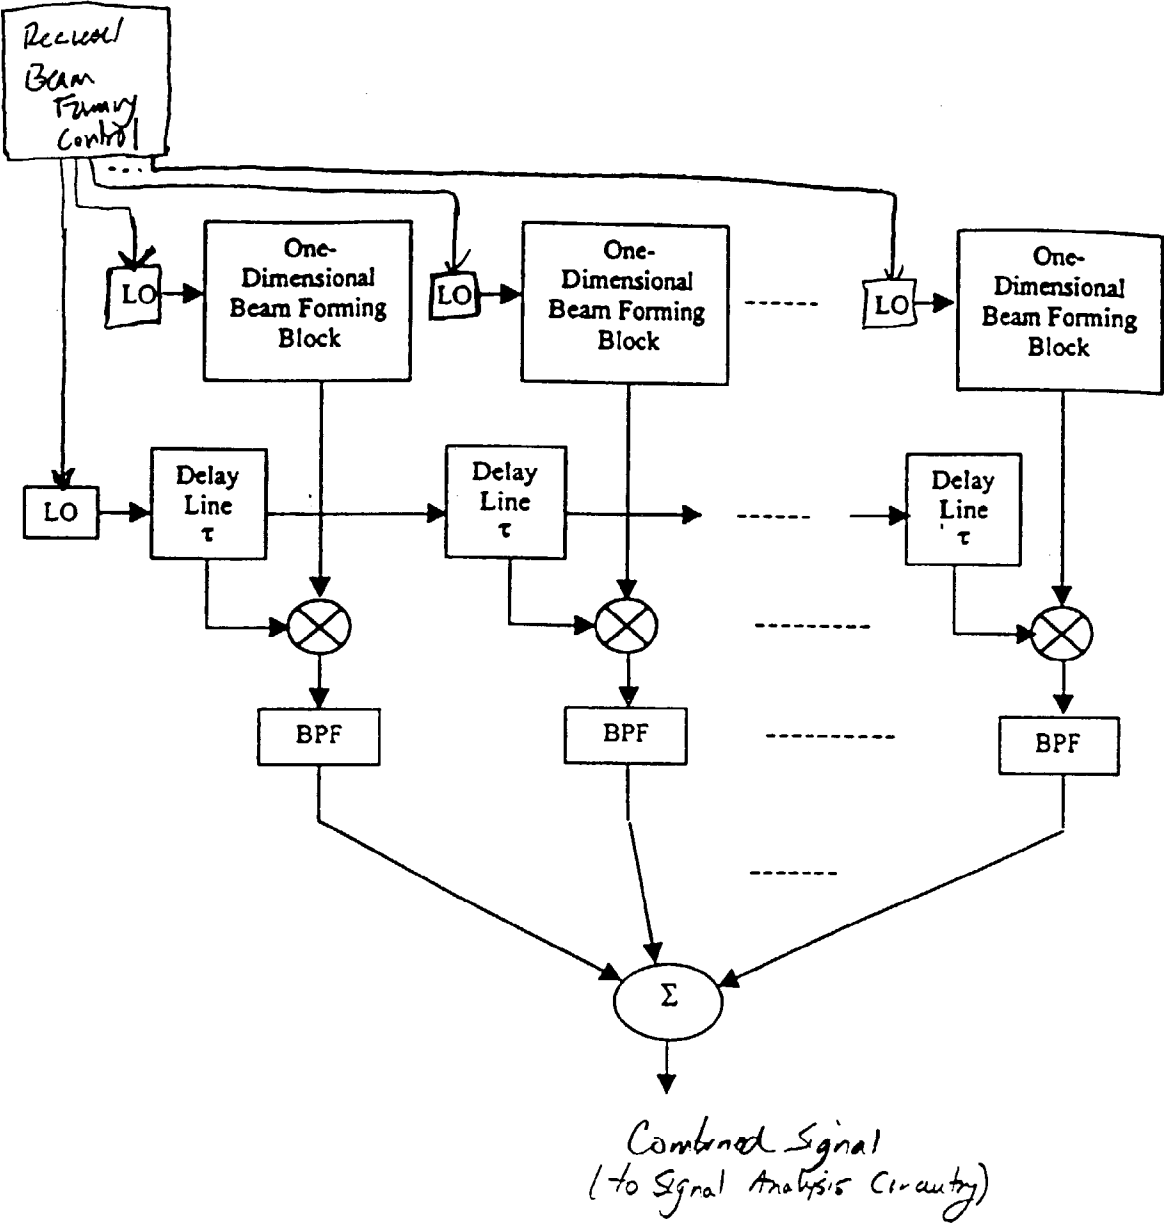 Receiver
Beam
Forming
Control
LO
One-
Dimensional
Beam Forming
Block
LO
One-
Dimensional
Beam Forming
Block
LO
One-
Dimensional
Beam Forming
Block
LO
Delay
Line
τ
Delay
Line
τ
Delay
Line
τ
BPF
BPF
BPF
Σ
Combined Signal
(to Signal Analysis Circuitry)